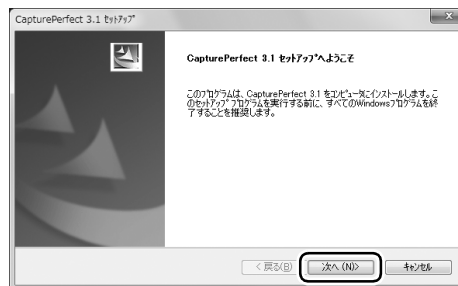 CapturePerfect 3.1 ｾｯﾄｱｯﾌﾟ
CapturePerfect 3.1 ｾｯﾄｱｯﾌﾟへようこそ
このﾌﾟﾛｸﾞﾗﾑは、CapturePerfect 3.1 をｺﾝﾋﾟｭｰﾀにｲﾝｽﾄｰﾙします。こ
のｾｯﾄｱｯﾌﾟ ﾌﾟﾛｸﾞﾗﾑを実行する前に、すべてのWindowsﾌﾟﾛｸﾞﾗﾑを終
了することを推奨します。
< 戻る(B)
次へ (N)>
ｷｬﾝｾﾙ